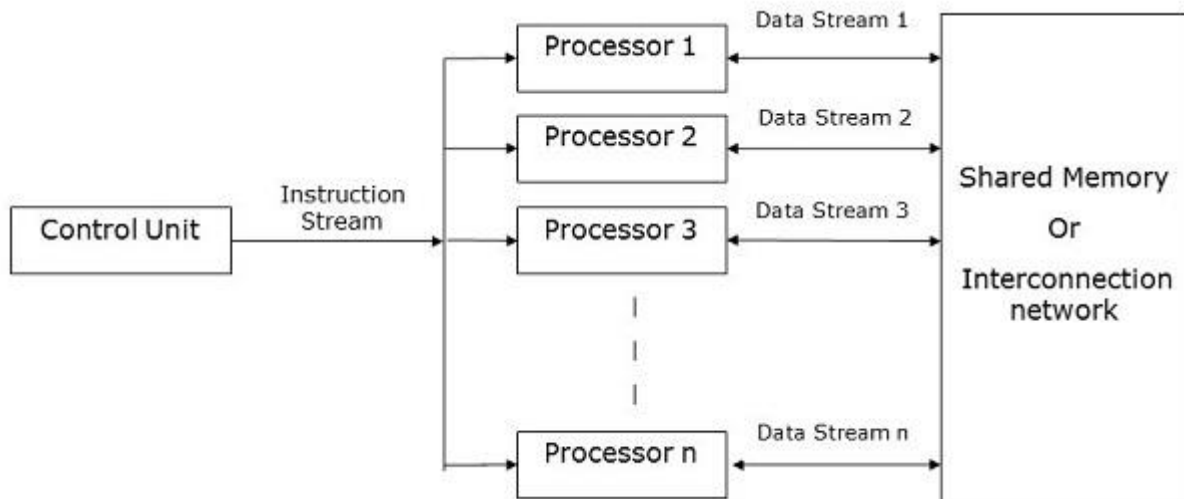 Data Stream 1
Processor 1
Data Stream 2
Processor 2
Instruction
Stream
Data Stream 3
Control Unit
Processor 3
Shared Memory
Or
Interconnection
network
Data Stream n
Processor n